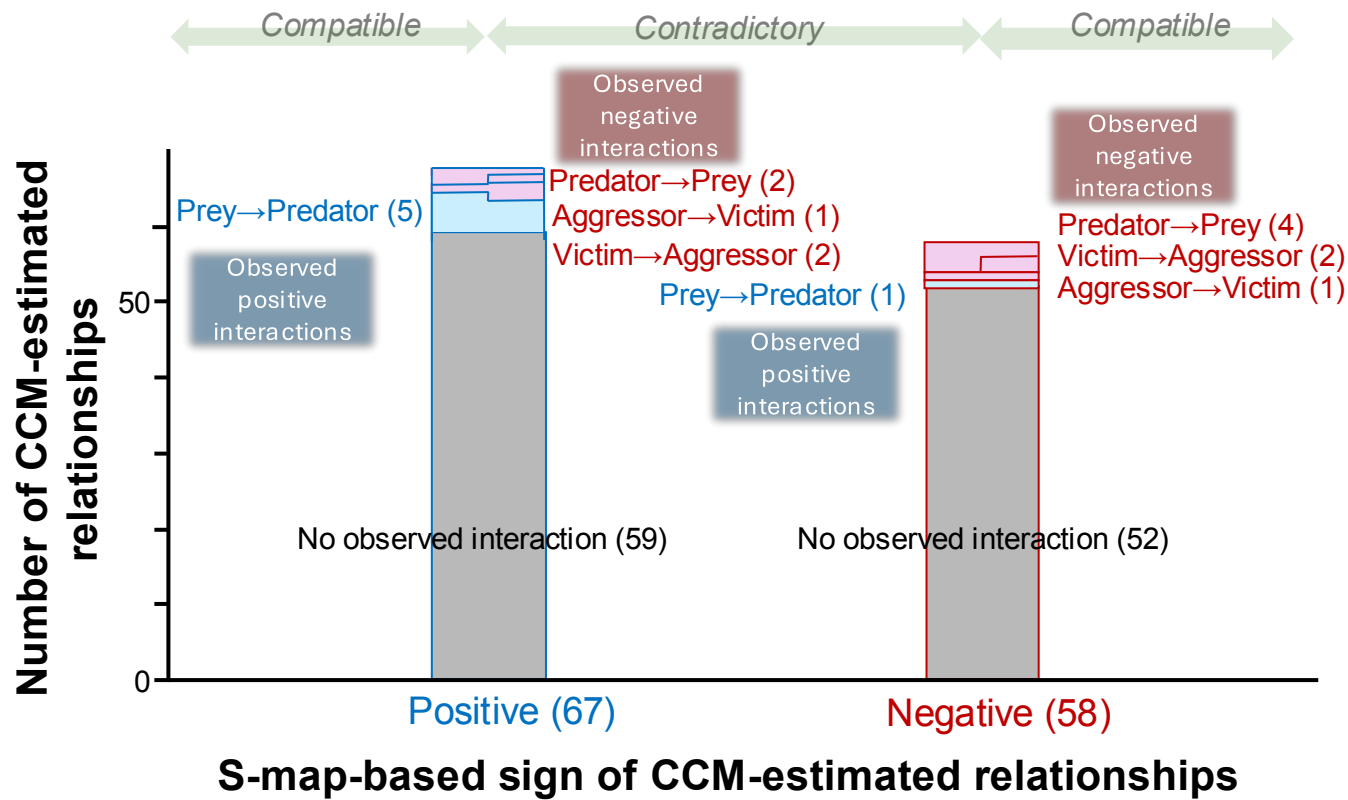 Compatible
Contradictory
Compatible
Observed
negative
interactions
Observed
negative
interactions
Number of CCM-estimated
relationships
Prey→Predator (5)
Predator→Prey (2)
Aggressor→Victim (1)
Victim→Aggressor (2)
Predator→Prey (4)
Victim→Aggressor (2)
Aggressor→Victim (1)
Observed
positive
interactions
Prey→Predator (1)
Observed
positive
interactions
50
No observed interaction (59)
No observed interaction (52)
0
Positive (67)
Negative (58)
S-map-based sign of CCM-estimated relationships